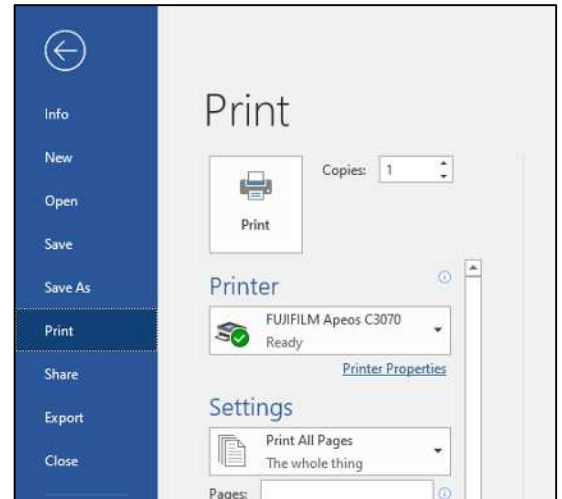 Info
New
Open
Save
Save As
Print
Share
Export
Close
Print
Copies: 1
Print
Printer
FUJIFILM Apeos C3070
Ready
Printer Properties
Settings
Print All Pages
The whole thing
Pages: